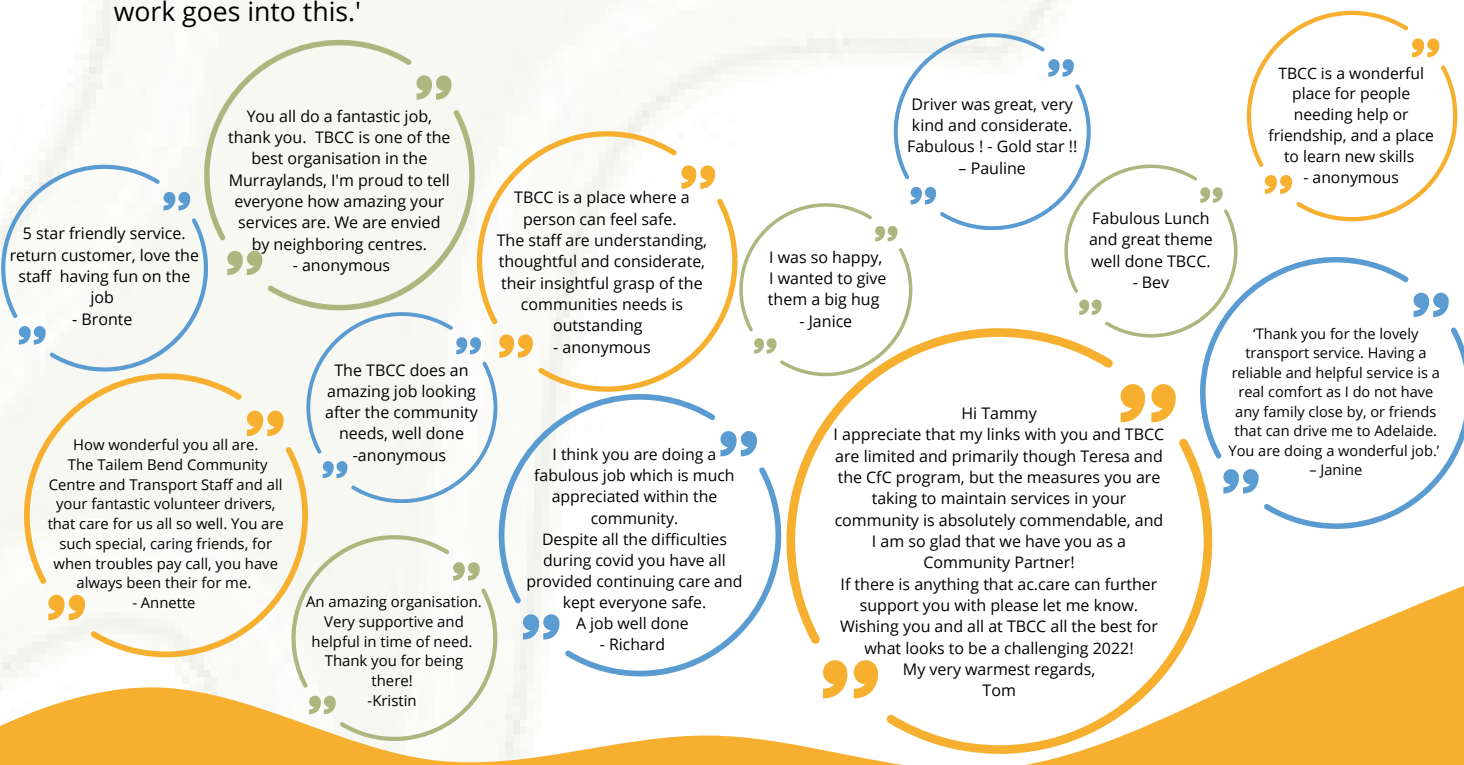 work goes into this.'
You all do a fantastic job,
thank you.  TBCC is one of the
best organisation in the
Murraylands, I'm proud to tell
everyone how amazing your
services are. We are envied
by neighboring centres.
- anonymous
5 star friendly service.
return customer, love the
staff  having fun on the
job
- Bronte
TBCC is a place where a
person can feel safe.
The staff are understanding,
thoughtful and considerate,
their insightful grasp of the
communities needs is
outstanding
- anonymous
Driver was great, very
kind and considerate.
Fabulous ! - Gold star !!
– Pauline
TBCC is a wonderful
place for people
needing help or
friendship, and a place
to learn new skills
- anonymous
I was so happy,
I wanted to give
them a big hug
- Janice
Fabulous Lunch
and great theme
well done TBCC.
- Bev
The TBCC does an
amazing job looking
after the community
needs, well done
-anonymous
‘Thank you for the lovely
transport service. Having a
reliable and helpful service is a
real comfort as I do not have
any family close by, or friends
that can drive me to Adelaide.
You are doing a wonderful job.’
– Janine
How wonderful you all are.
The Tailem Bend Community
Centre and Transport Staff and all
your fantastic volunteer drivers,
that care for us all so well. You are
such special, caring friends, for
when troubles pay call, you have
always been their for me.
- Annette
I think you are doing a
fabulous job which is much
appreciated within the
community.
Despite all the difficulties
during covid you have all
provided continuing care and
kept everyone safe.
A job well done
- Richard
Hi Tammy
I appreciate that my links with you and TBCC
are limited and primarily though Teresa and
the CfC program, but the measures you are
taking to maintain services in your
community is absolutely commendable, and
I am so glad that we have you as a
Community Partner!
If there is anything that ac.care can further
support you with please let me know.
Wishing you and all at TBCC all the best for
what looks to be a challenging 2022!
My very warmest regards,
Tom
An amazing organisation.
Very supportive and
helpful in time of need.
Thank you for being
there!
-Kristin